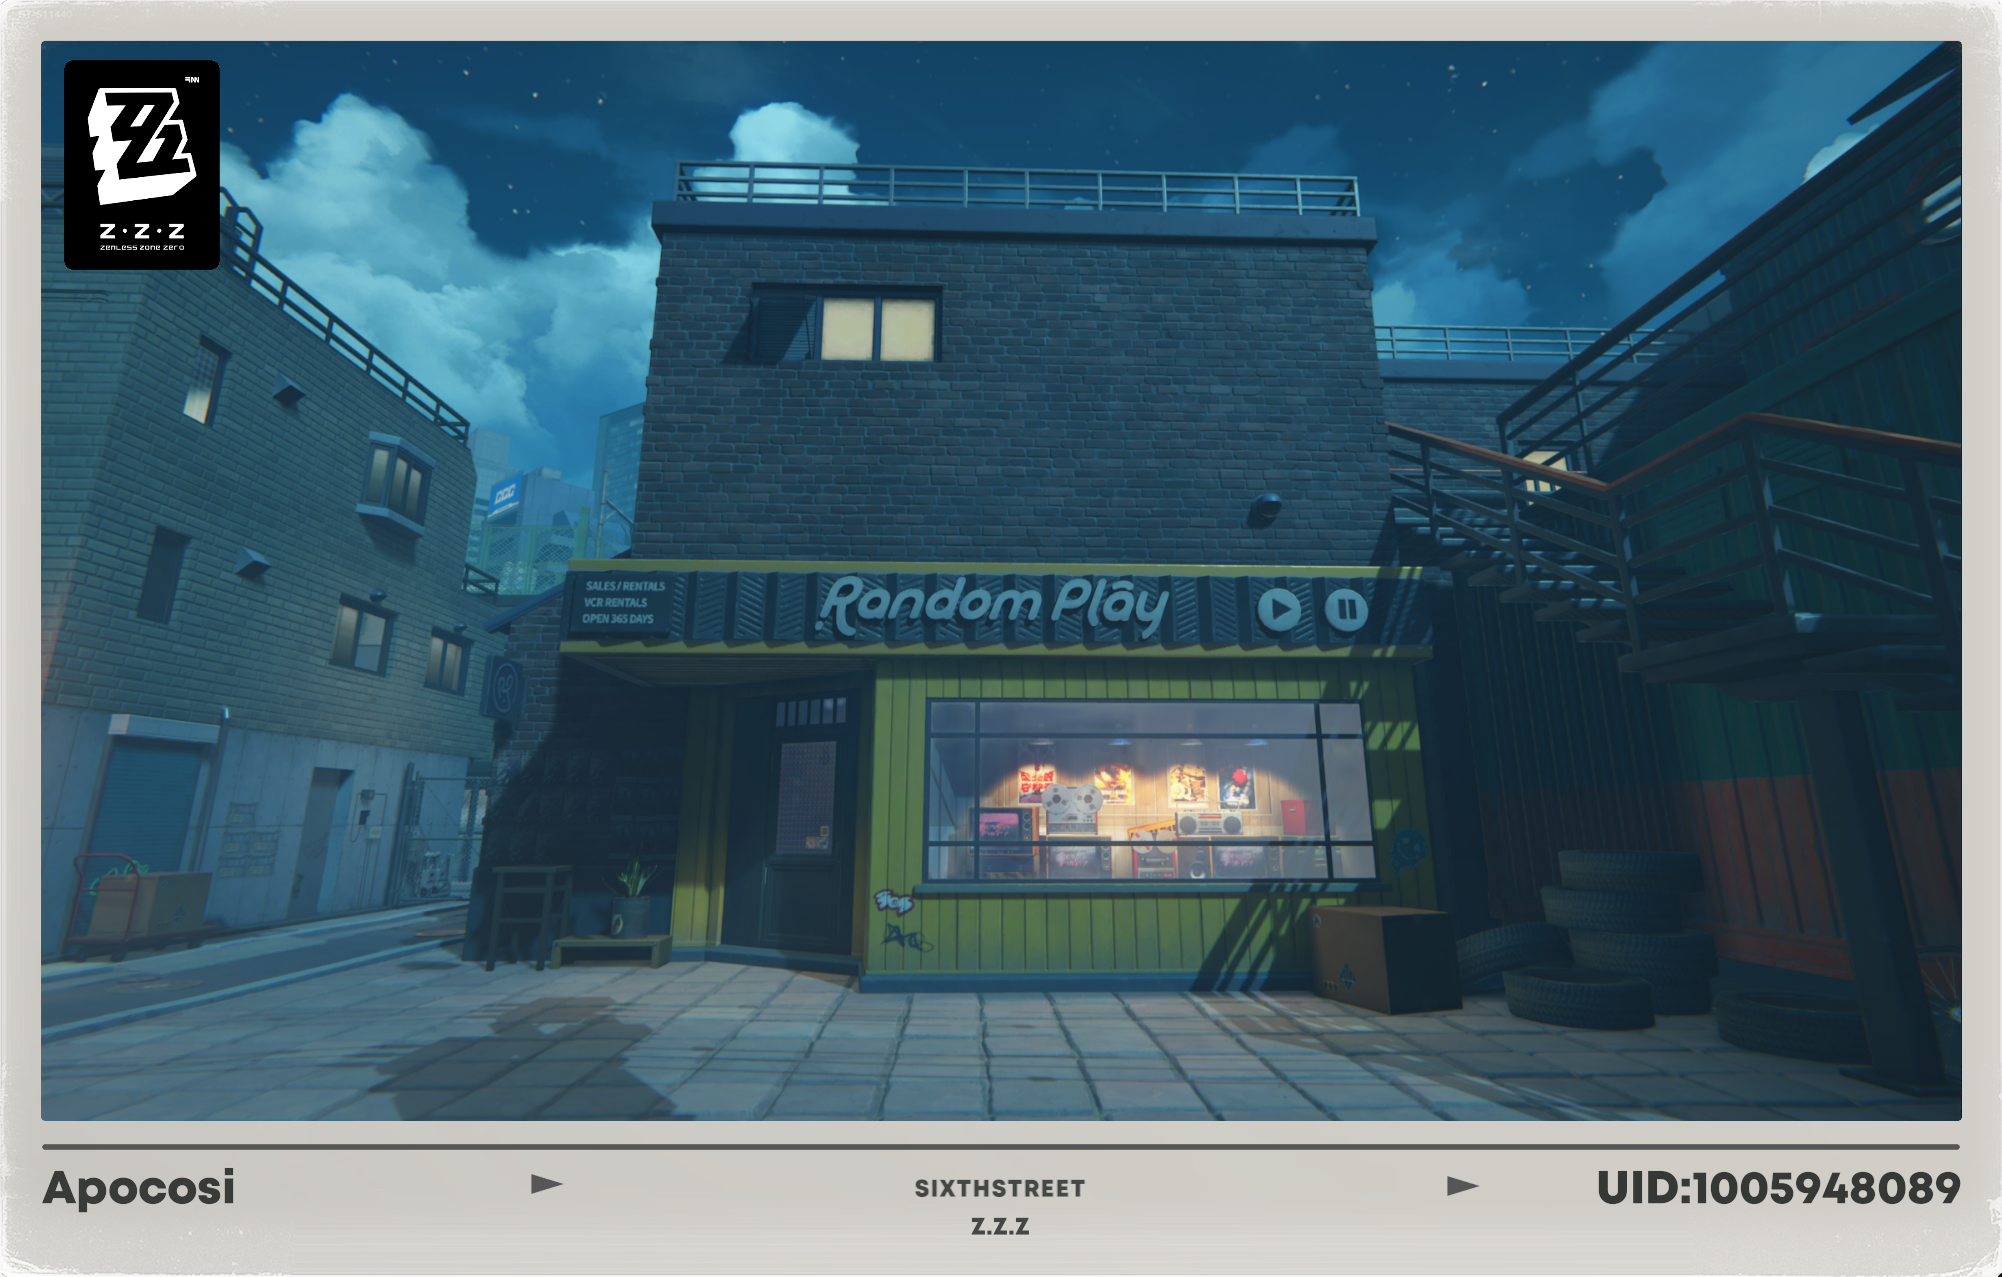 Z·Z·Z
ZENLESS ZONE ZERO
SALES / RENTALS
VCR RENTALS
OPEN 365 DAYS
Random Play
Apocosi
SIXTHSTREET
Z.Z.Z
UID:1005948089